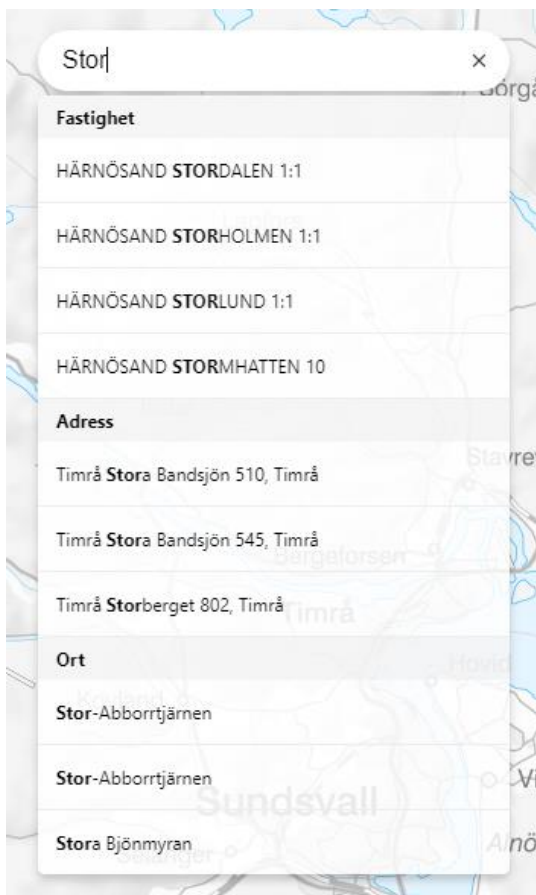 Stor
Fastighet
HÄRNÖSAND STORDALEN 1:1
HÄRNÖSAND STORHOLMEN 1:1
HÄRNÖSAND STORLUND 1:1
HÄRNÖSAND STORMHATTEN 10
Adress
Timrå Stora Bandsjön 510, Timrå
Timrå Stora Bandsjön 545, Timrå
Bergeforsen
Timrå Storberget 802, Timrå
Timrå
Ort
Hovid
Stor-Abborrtjärnen
Stor-Abborrtjärnen
Sundsvall
Stora Bjönmyran